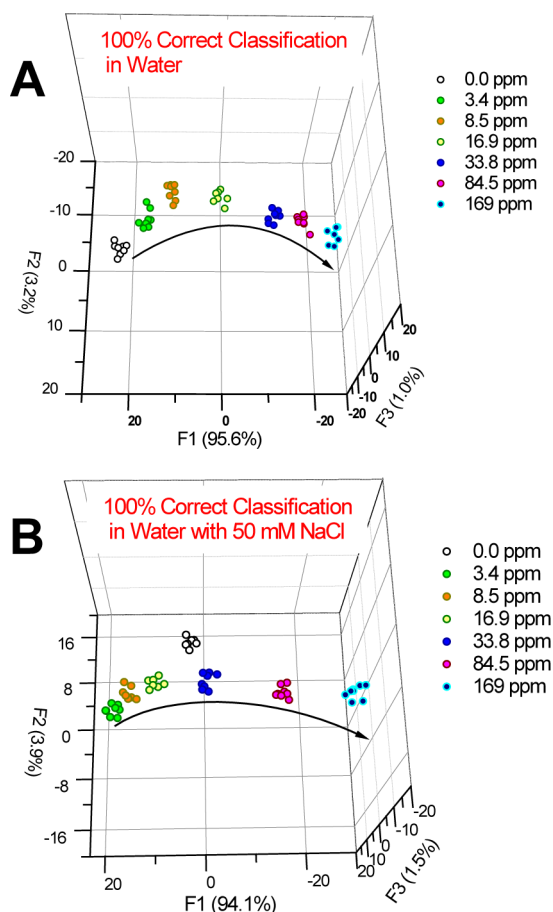 A
100% Correct Classification
in Water
0.0 ppm
3.4 ppm
8.5 ppm
16.9 ppm
33.8 ppm
84.5 ppm
169 ppm
-20
-10
0
10
20
F2 (3.2%)
20
0
-20
F1 (95.6%)
-20
-10
0
10
20
F3 (1.0%)
B
100% Correct Classification
in Water with 50 mM NaCl
0.0 ppm
3.4 ppm
8.5 ppm
16.9 ppm
33.8 ppm
84.5 ppm
169 ppm
16
8
0
-8
-16
F2 (3.9%)
20
0
-20
F1 (94.1%)
20
10
0
-10
-20
F3 (1.5%)